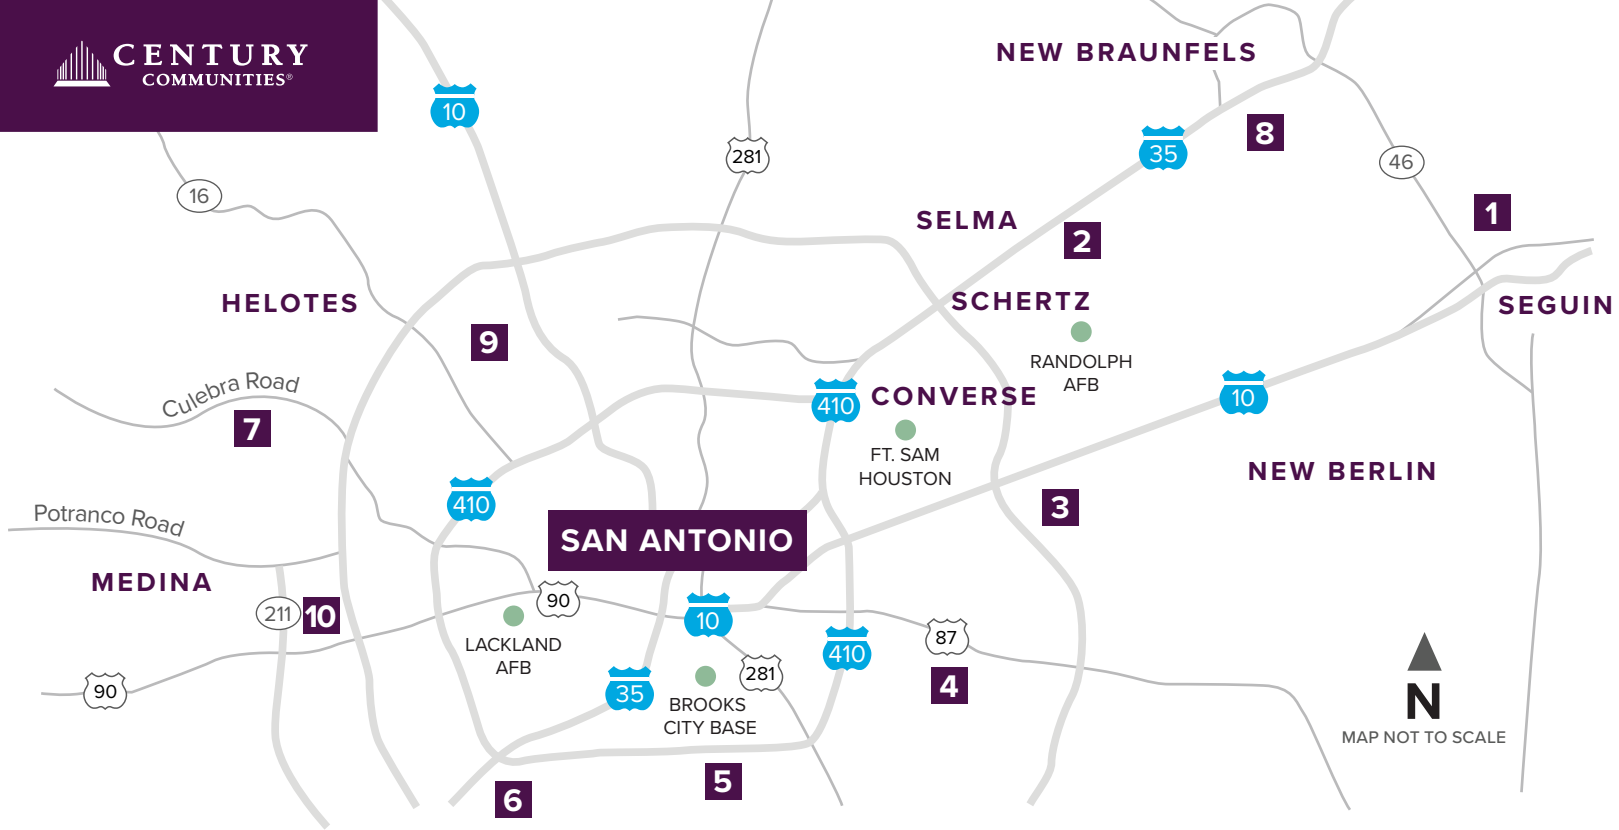 CENTURY
COMMUNITIES®
NEW BRAUNFELS
10
8
35
281
46
16
1
SELMA
2
HELOTES
SCHERTZ
SEGUIN
9
RANDOLPH
AFB
Culebra Road
410
CONVERSE
10
7
FT. SAM
HOUSTON
NEW BERLIN
410
3
Potranco Road
SAN ANTONIO
MEDINA
90
211
10
10
LACKLAND
AFB
87
410
281
90
35
4
BROOKS
CITY BASE
N
MAP NOT TO SCALE
5
6